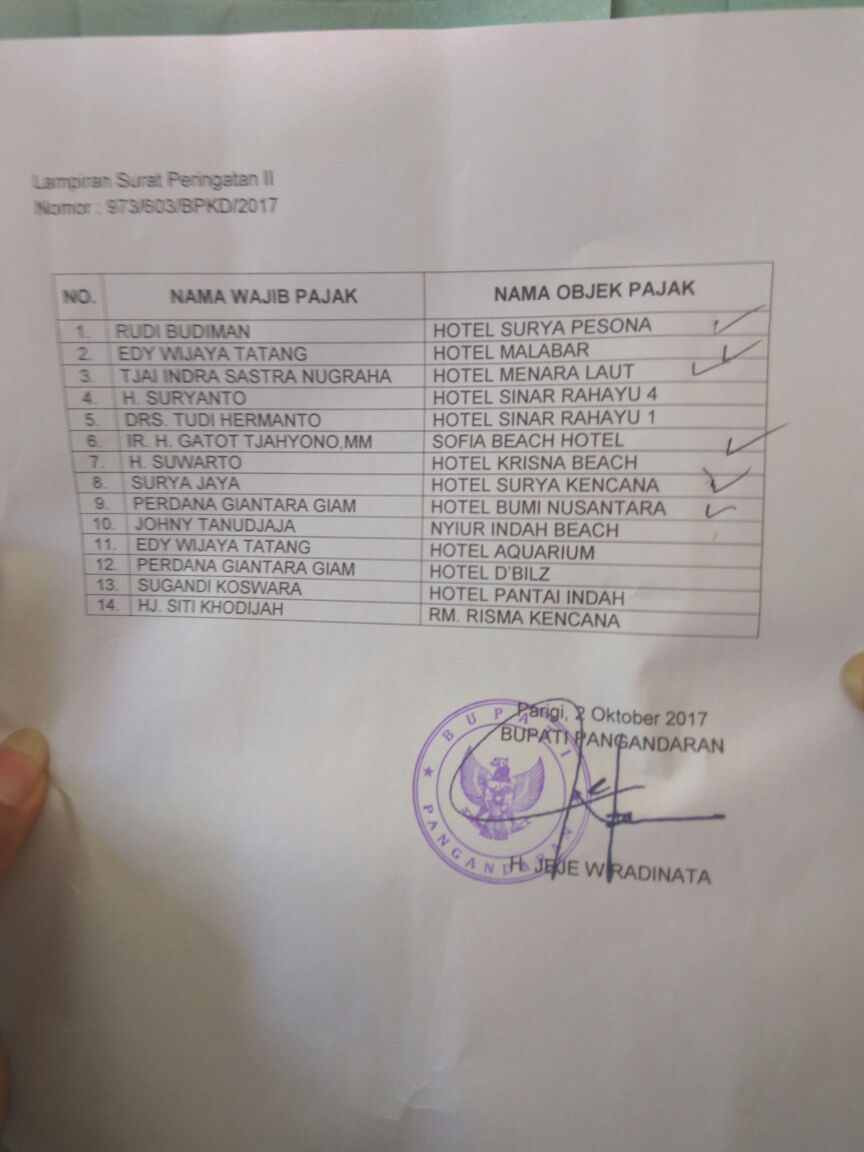 Lampiran Surat Peringatan II
Nomor : 973/603/BPKD/2017
NO. NAMA WAJIB PAJAK NAMA OBJEK PAJAK
1. RUDI BUDIMAN HOTEL SURYA PESONA
2. EDY WIJAYA TATANG HOTEL MALABAR
3. TJAI INDRA SASTRA NUGRAHA HOTEL MENARA LAUT
4. H. SURYANTO HOTEL SINAR RAHAYU 4
5. DRS. TUDI HERMANTO HOTEL SINAR RAHAYU 1
6. IR. H. GATOT TJAHYONO,MM SOFIA BEACH HOTEL
7. H. SUWARTO HOTEL KRISNA BEACH
8. SURYA JAYA HOTEL SURYA KENCANA
9. PERDANA GIANTARA GIAM HOTEL BUMI NUSANTARA
10. JOHNY TANUDJAJA NYIUR INDAH BEACH
11. EDY WIJAYA TATANG HOTEL AQUARIUM
12. PERDANA GIANTARA GIAM HOTEL D'BILZ
13. SUGANDI KOSWARA HOTEL PANTAI INDAH
14. HJ. SITI KHODIJAH RM. RISMA KENCANA
Parigi, 2 Oktober 2017
BUPATI PANGANDARAN
BUPATI
PANGANDARAN
H. JEJE WIRADINATA